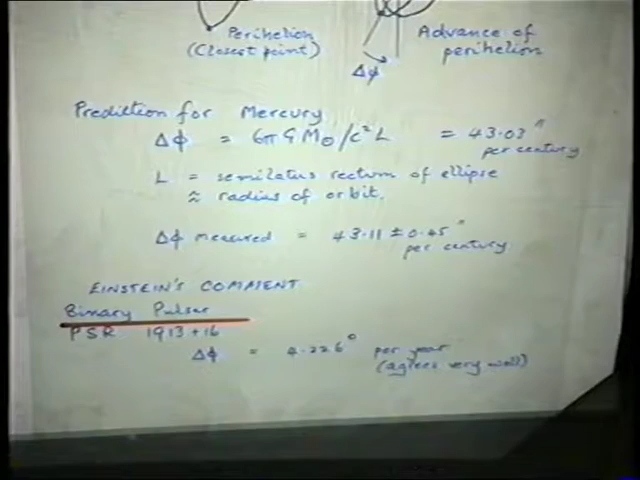 Perihelion
(Closest point)
Advance of
perihelion
Δϕ
Prediction for Mercury
Δϕ = 6π G M⊙/c² L = 43.03"
per century
L = semilatus rectum of ellipse
≈ radius of orbit.
Δϕ measured = 43.11 ± 0.45"
per century
EINSTEIN'S COMMENT
Binary Pulsar
PSR 1913+16
Δϕ = 4.226° per year
(agrees very well)